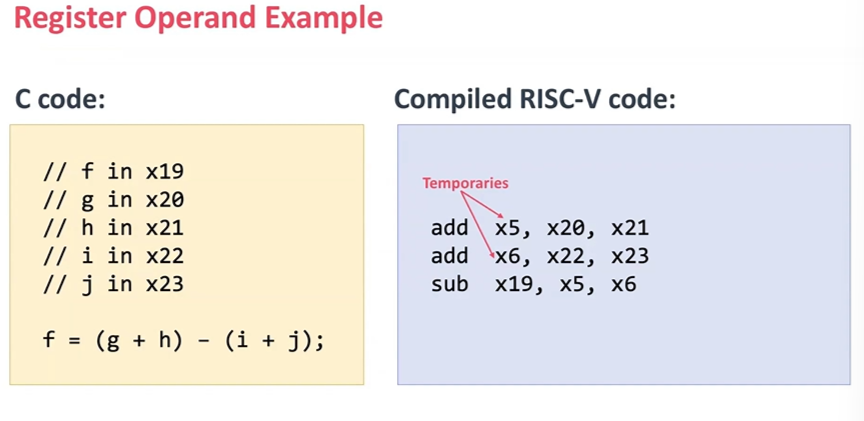 Register Operand Example
C code:
// f in x19
// g in x20
// h in x21
// i in x22
// j in x23
f = (g + h) - (i + j);
Compiled RISC-V code:
Temporaries
add x5, x20, x21
add x6, x22, x23
sub x19, x5, x6